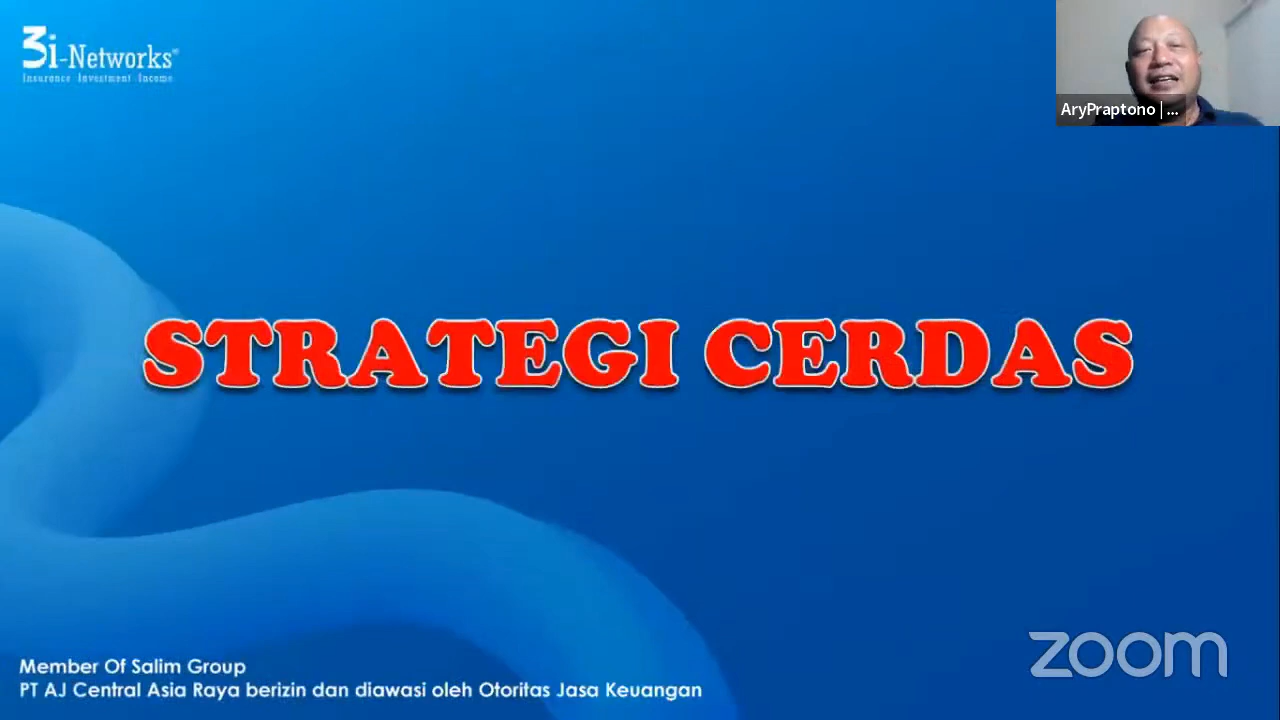 3i-Networks®
Insurance Investment Income
AryPraptono | ...
STRATEGI CERDAS
zoom
Member Of Salim Group
PT AJ Central Asia Raya berizin dan diawasi oleh Otoritas Jasa Keuangan